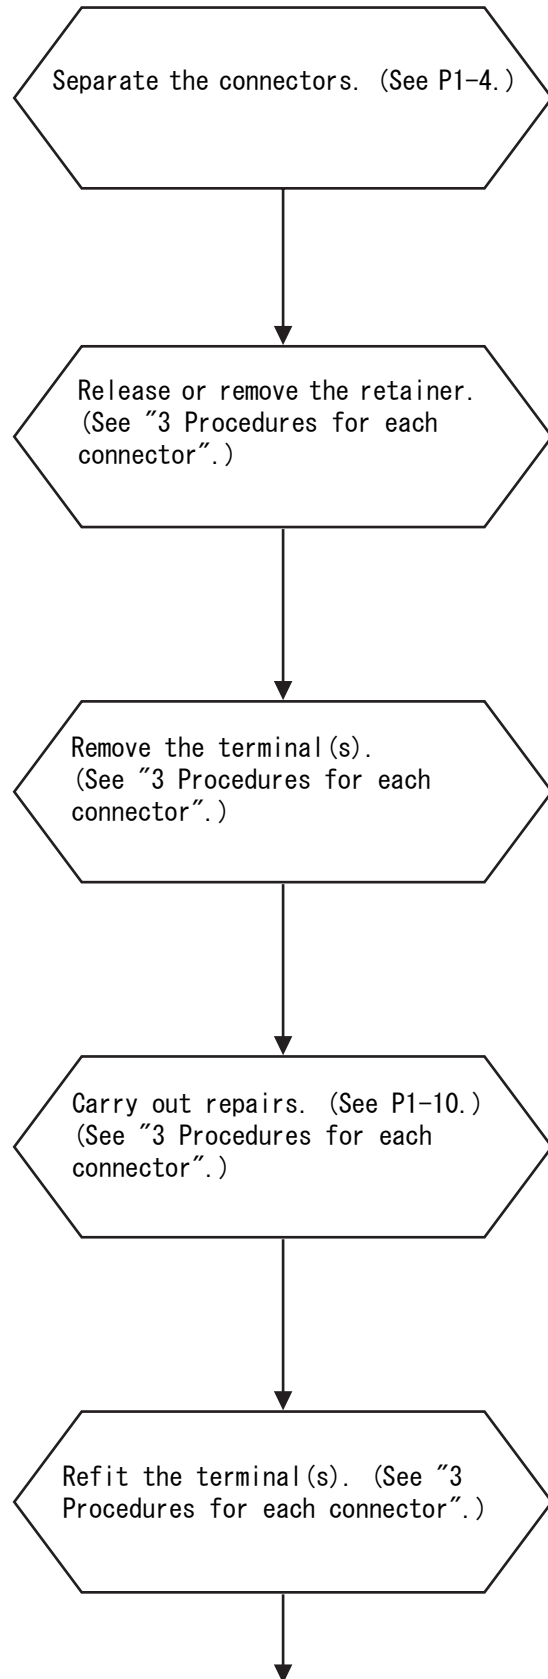 Separate the connectors. (See P1-4.)
Release or remove the retainer.
(See "3 Procedures for each
connector".)
Remove the terminal(s).
(See "3 Procedures for each
connector".)
Carry out repairs. (See P1-10.)
(See "3 Procedures for each
connector".)
Refit the terminal(s). (See "3
Procedures for each connector".)